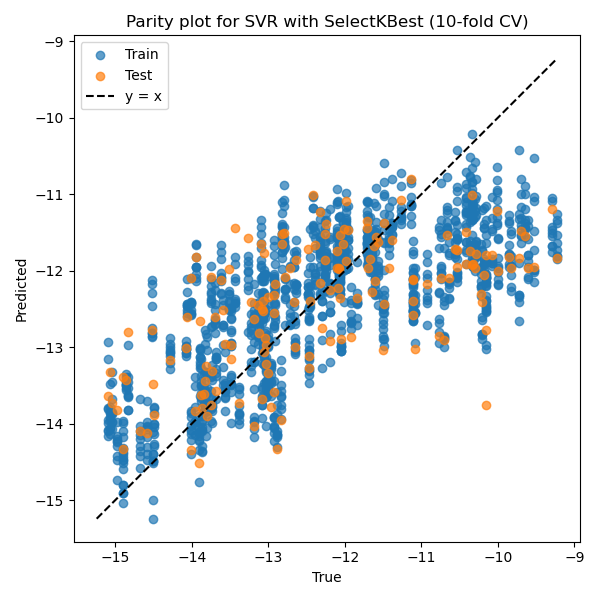 Parity plot for SVR with SelectKBest (10-fold CV)
−9
−10
−11
−12
−13
−14
−15
Predicted
Train
Test
y = x
−15
−14
−13
−12
−11
−10
−9
True